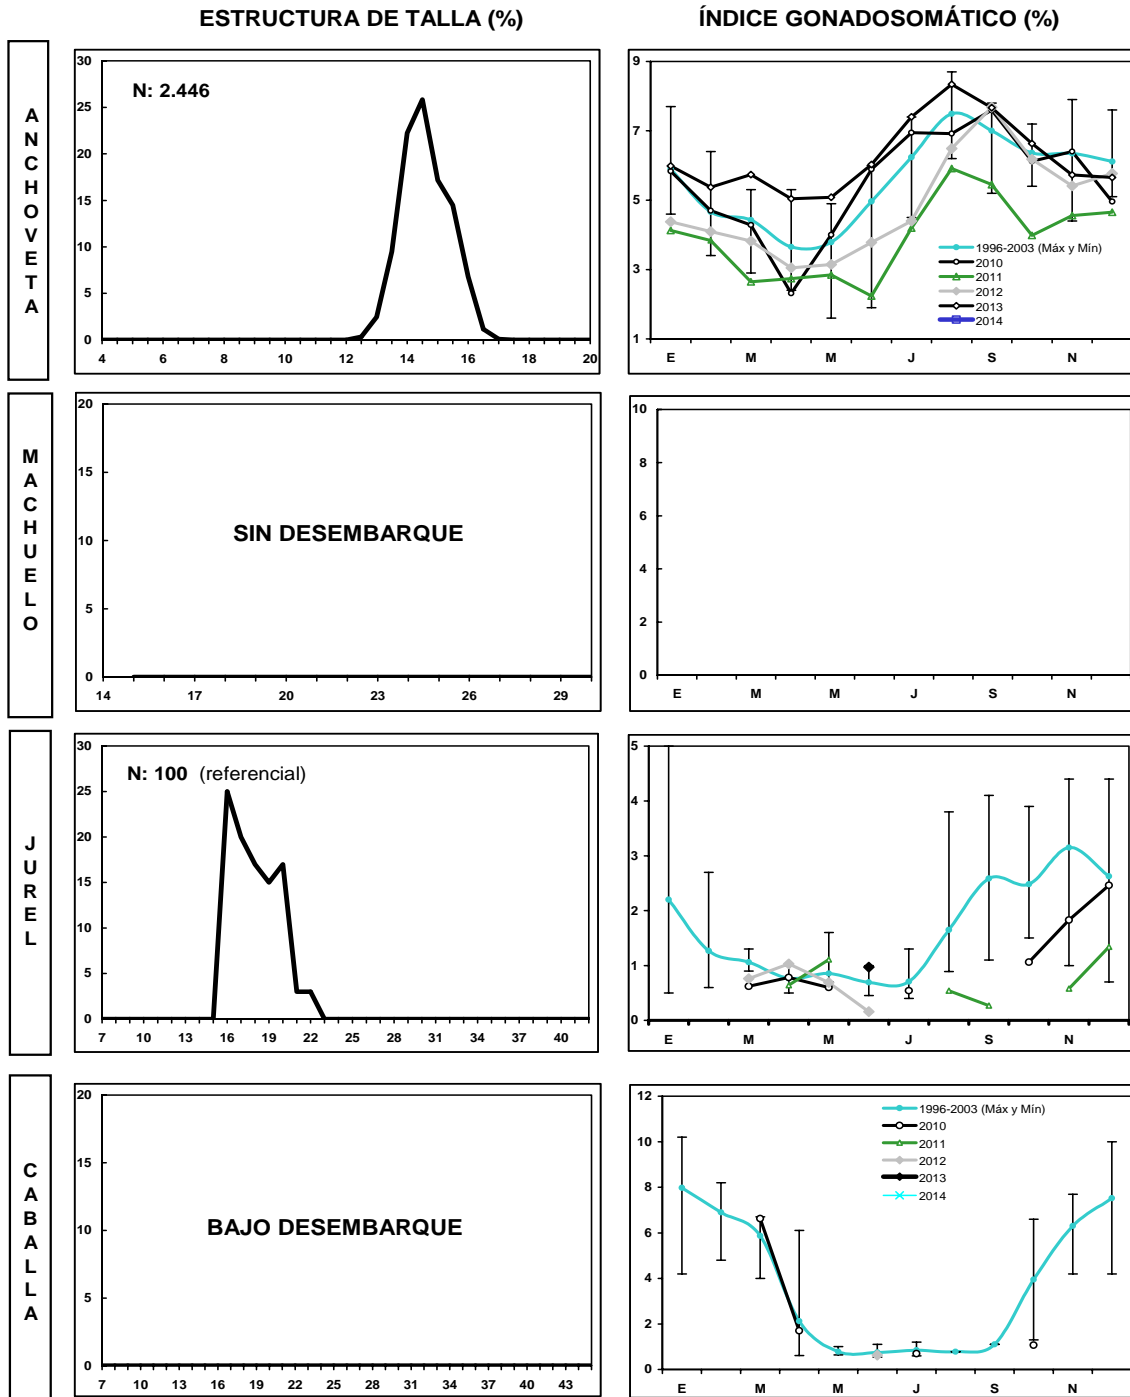 ESTRUCTURA DE TALLA (%)
ÍNDICE GONADOSOMÁTICO (%)
ANCHOVETA
N: 2.446
30
25
20
15
10
5
0
4 6 8 10 12 14 16 18 20
9
7
5
3
1
1996-2003 (Máx y Mín)
2010
2011
2012
2013
2014
E M M J S N
MACHUELO
20
15
10
5
0
SIN DESEMBARQUE
14 17 20 23 26 29
10
8
6
4
2
0
E M M J S N
JUREL
30
25
20
15
10
5
0
N: 100 (referencial)
7 10 13 16 19 22 25 28 31 34 37 40
5
4
3
2
1
0
E M M J S N
CABALLA
20
15
10
5
0
BAJO DESEMBARQUE
7 10 13 16 19 22 25 28 31 34 37 40 43
12
10
8
6
4
2
0
1996-2003 (Máx y Mín)
2010
2011
2012
2013
2014
E M M J S N